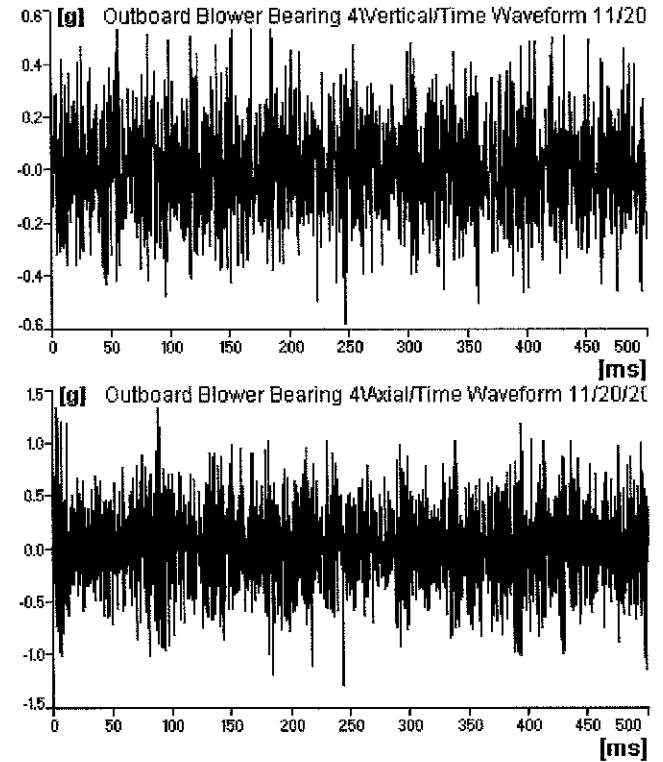 [g] Outboard Blower Bearing 4\Vertical/Time Waveform 11/20
0.6
0.4
0.2
-0.0
-0.2
-0.4
-0.6
0 50 100 150 200 250 300 350 400 450 500
[ms]
[g] Outboard Blower Bearing 4\Axial/Time Waveform 11/20/20
1.5
1.0
0.5
0.0
-0.5
-1.0
-1.5
0 50 100 150 200 250 300 350 400 450 500
[ms]